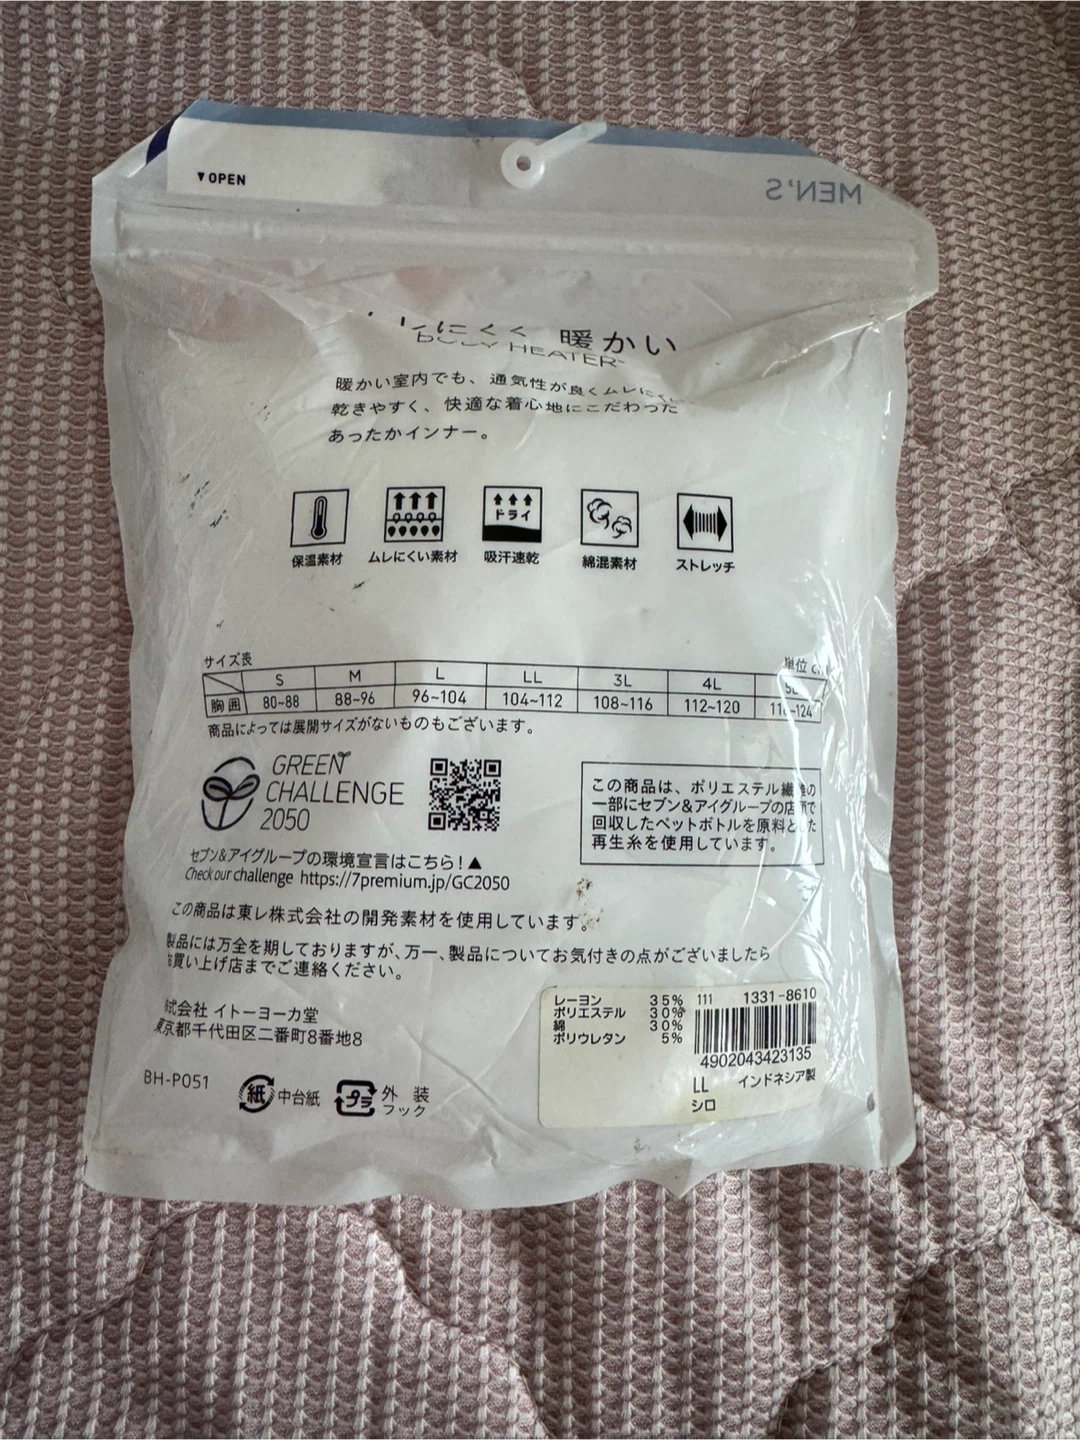 ▼OPEN
MEN'S
レにくく 暖かい
BODY HEATER
暖かい室内でも、通気性が良くムレにくい
乾きやすく、快適な着心地にこだわった
あったかインナー。
保温素材
ムレにくい素材
ドライ
吸汗速乾
綿混素材
ストレッチ
サイズ表 単位
S M L LL 3L 4L
胸囲 80~88 88~96 96~104 104~112 108~116 112~120
商品によっては展開サイズがないものもございます。
GREEN
CHALLENGE
2050
セブン&アイグループの環境宣言はこちら!▲
Check our challenge https://7premium.jp/GC2050
この商品は、ポリエステル繊維の
一部にセブン&アイグループの店頭で
回収したペットボトルを原料とした
再生糸を使用しています。
この商品は東レ株式会社の開発素材を使用しています。
製品には万全を期しておりますが、万一、製品についてお気付きの点がございましたら
お買い上げ店までご連絡ください。
株式会社 イトーヨーカ堂
東京都千代田区二番町8番地8
BH-P051
紙 中台紙
プラ 外 装
フック
レーヨン 35%
ポリエステル 30%
綿 30%
ポリウレタン 5%
111 1331-8610
4902043423135
LL インドネシア製
シロ